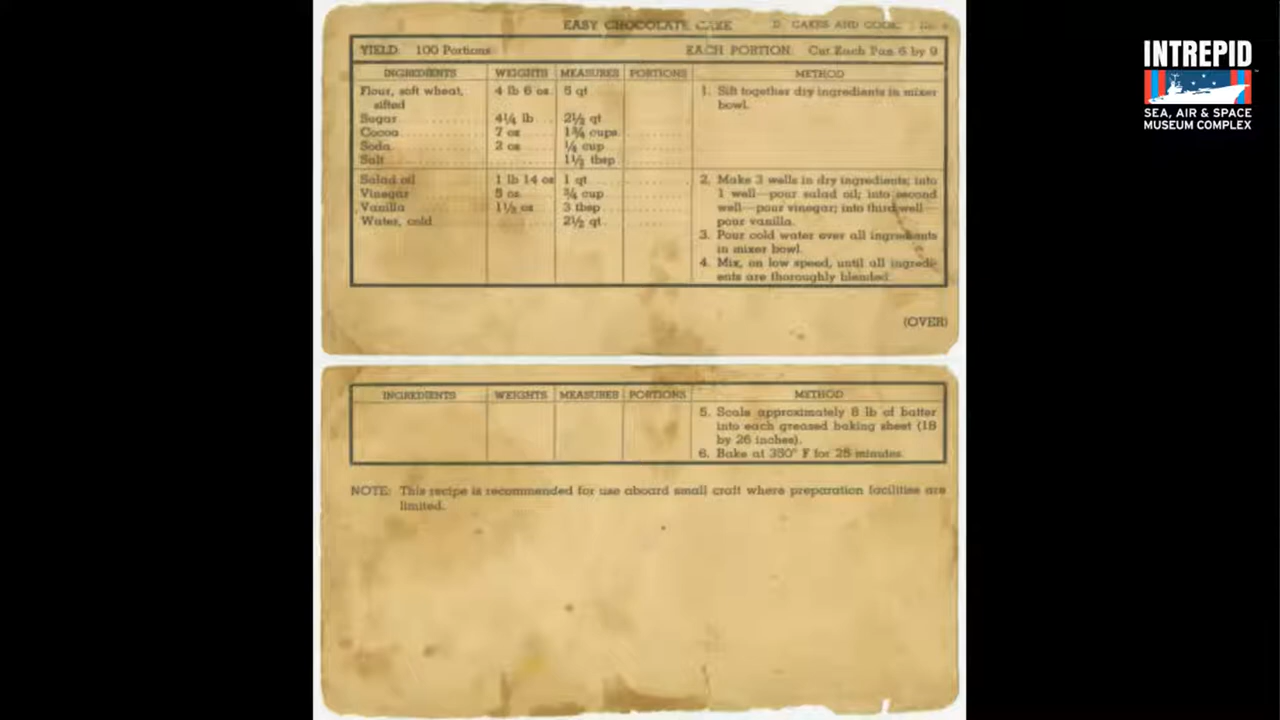 EASY CHOCOLATE CAKE D. CAKES AND
YIELD: 100 Portions EACH PORTION: Cut Each Pan 6 by 9
INGREDIENTS WEIGHTS MEASURES PORTIONS METHOD
Flour, soft wheat, 4 lb 6 oz 5 qt 1. Sift together dry ingredients in mixer
sifted bowl.
Sugar 4¼ lb 2½ qt
Cocoa 7 oz 1¾ cups
Soda 2 oz ¼ cup
Salt 1½ tbsp
Salad oil 1 lb 14 oz 1 qt 2. Make 3 wells in dry ingredients; into
Vinegar 5 oz ¾ cup 1 well—pour salad oil; into second
Vanilla 1½ oz 3 tbsp well—pour vinegar; into third well—
Water, cold 2½ qt pour vanilla.
3. Pour cold water over all ingredients
in mixer bowl.
4. Mix, on low speed, until all ingredi-
ents are thoroughly blended.
(OVER)
INGREDIENTS WEIGHTS MEASURES PORTIONS METHOD
5. Scale approximately 8 lb of batter
into each greased baking sheet (18
by 26 inches).
6. Bake at 350° F for 25 minutes.
NOTE: This recipe is recommended for use aboard small craft where preparation facilities are
limited.
INTREPID
SEA, AIR & SPACE
MUSEUM COMPLEX